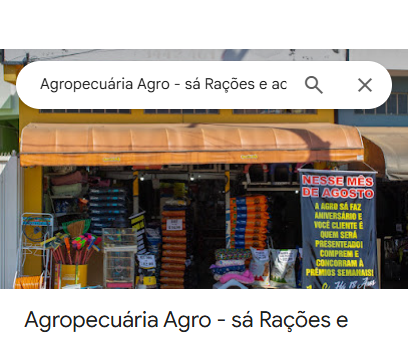 Agropecuária Agro - sá Rações e ac
NESSE MÊS
DE AGOSTO
A AGRO SÁ FAZ
ANIVERSÁRIO E
VOCÊ CLIENTE É
QUEM SERÁ
PRESENTEADO!
COMPREM E
CONCORRAM À
PRÊMIOS SEMANAIS!
Há 18 Anos
Agropecuária Agro - sá Rações e